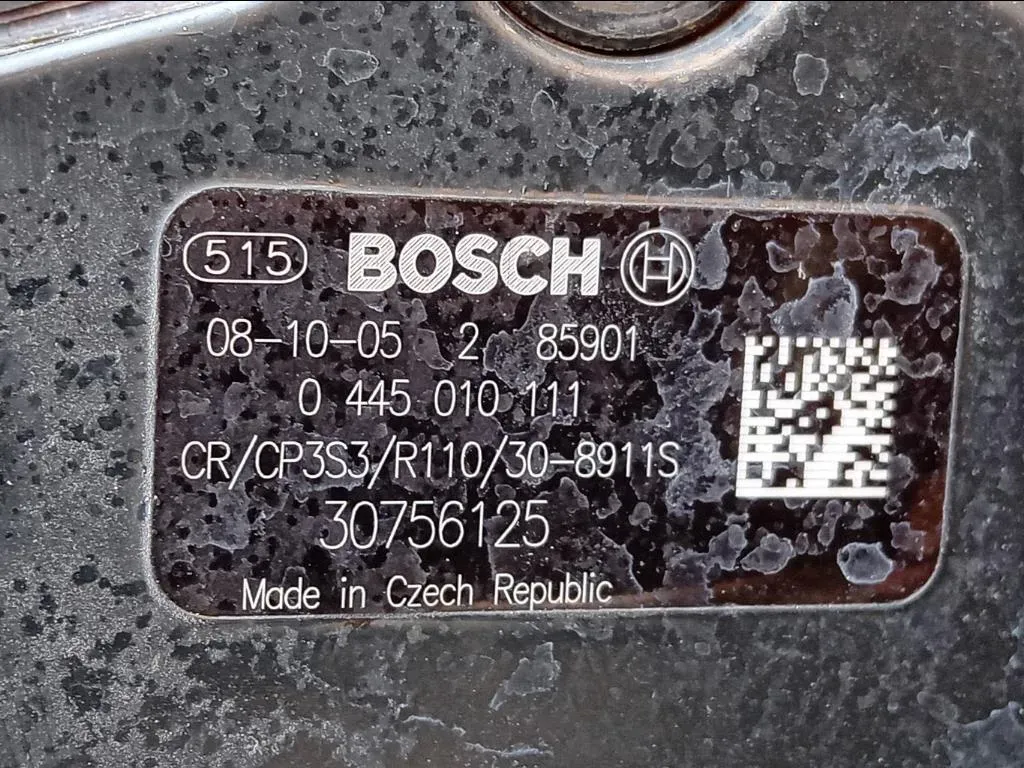 515 BOSCH
08-10-05 2 85901
0 445 010 111
CR/CP3S3/R110/30-8911S
30756125
Made in Czech Republic